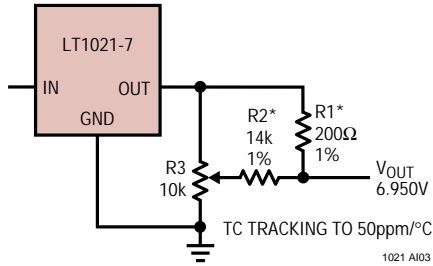 LT1021-7
IN
OUT
GND
R2*
14k
1%
R1*
200Ω
1%
R3
10k
VOUT
6.950V
TC TRACKING TO 50ppm/°C
1021 AI03